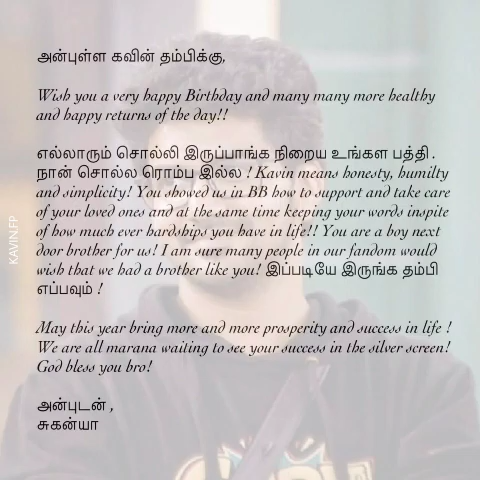 அன்புள்ள கவின் தம்பிக்கு,
Wish you a very happy Birthday and many many more healthy
and happy returns of the day!!
எல்லாரும் சொல்லி இருப்பாங்க நிறைய உங்கள பத்தி .
நான் சொல்ல ரொம்ப இல்ல ! Kavin means honesty, humilty
and simplicity! You showed us in BB how to support and take care
of your loved ones and at the same time keeping your words inspite
of how much ever hardships you have in life!! You are a boy next
door brother for us! I am sure many people in our fandom would
wish that we had a brother like you! இப்படியே இருங்க தம்பி
எப்பவும் !
May this year bring more and more prosperity and success in life !
We are all marana waiting to see your success in the silver screen!
God bless you bro!
அன்புடன் ,
சுகன்யா
KAVIN.FP